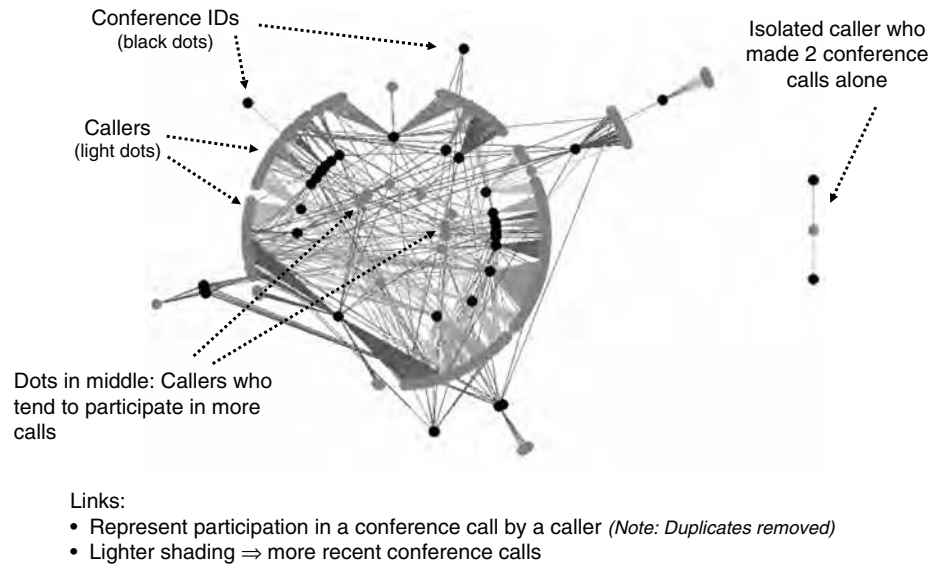 Conference IDs
(black dots)
Isolated caller who
made 2 conference
calls alone
Callers
(light dots)
Dots in middle: Callers who
tend to participate in more
calls
Links:
• Represent participation in a conference call by a caller (Note: Duplicates removed)
• Lighter shading ⇒ more recent conference calls